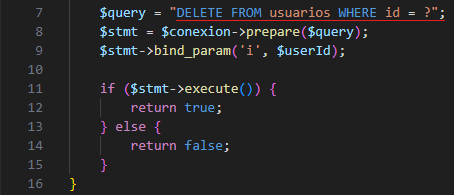 7 $query = "DELETE FROM usuarios WHERE id = ?";
8 $stmt = $conexion->prepare($query);
9 $stmt->bind_param('i', $userId);
10
11 if ($stmt->execute()) {
12 return true;
13 } else {
14 return false;
15 }
16 }